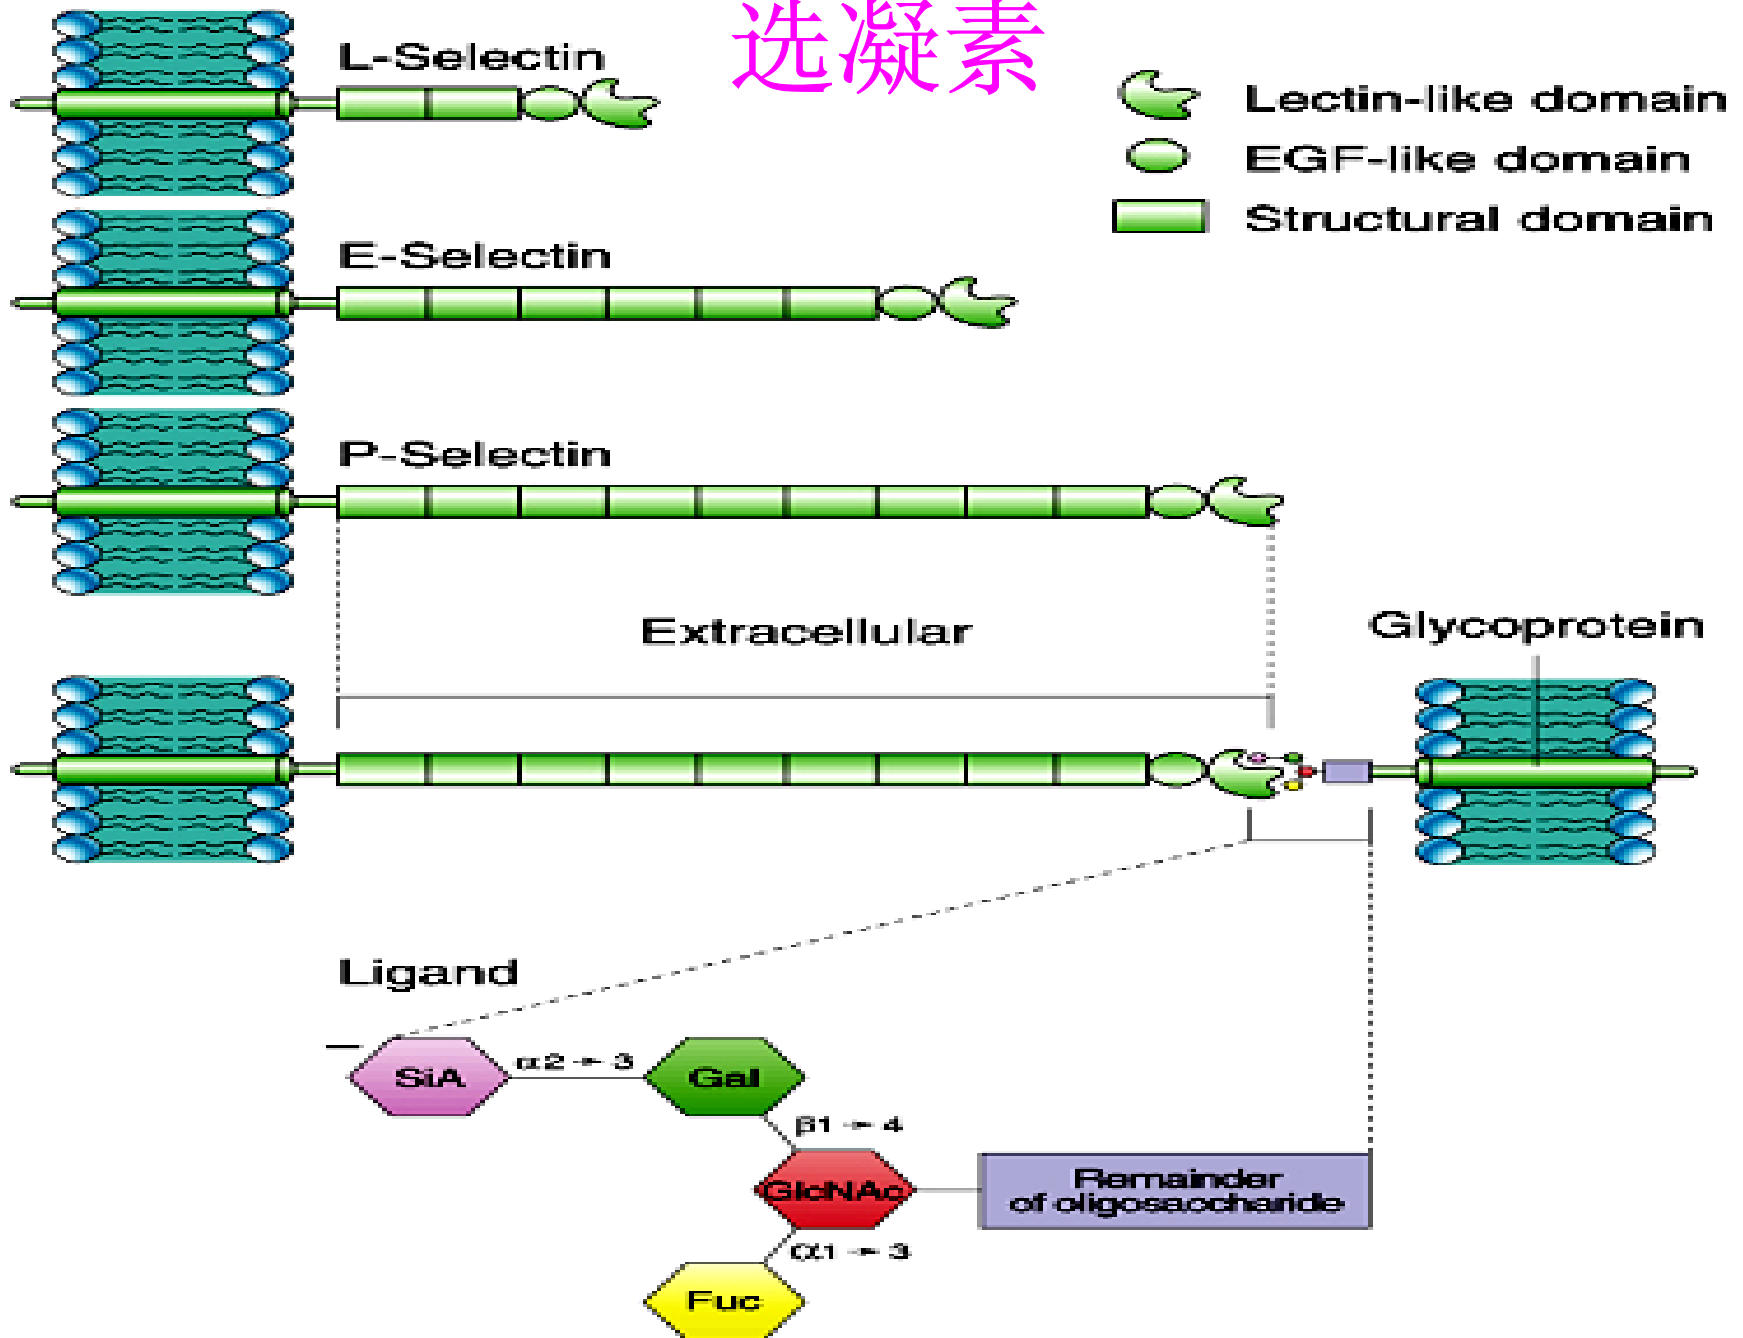 选凝素
L-Selectin
Lectin-like domain
EGF-like domain
Structural domain
E-Selectin
P-Selectin
Extracellular
Glycoprotein
Ligand
SiA
α2 → 3
Gal
β1 → 4
GlcNAc
Remainder
of oligosaccharide
α1 → 3
Fuc